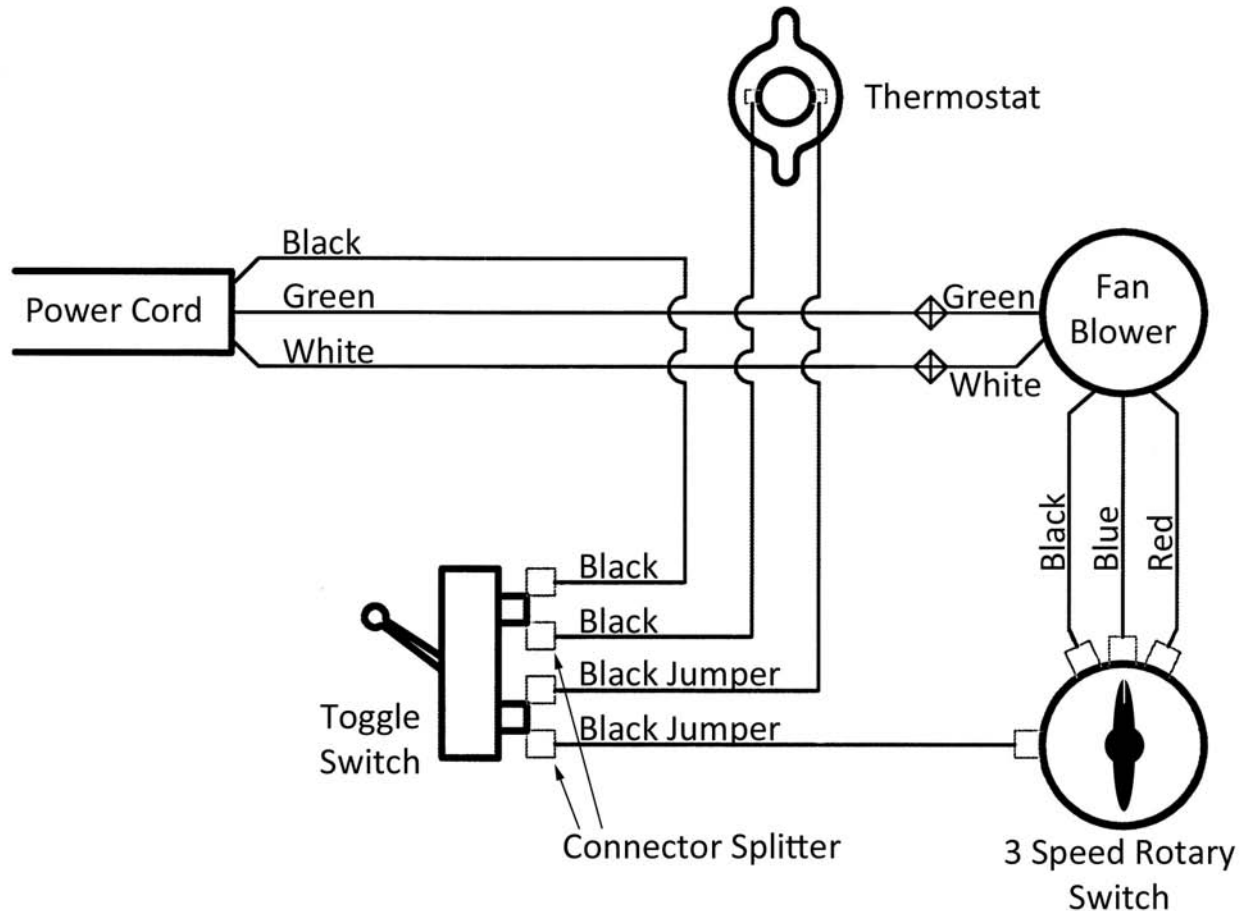 Thermostat
Black
Power Cord
Green
White
Green
White
Fan
Blower
Black
Blue
Red
Black
Black
Black Jumper
Black Jumper
Toggle
Switch
Connector Splitter
3 Speed Rotary
Switch